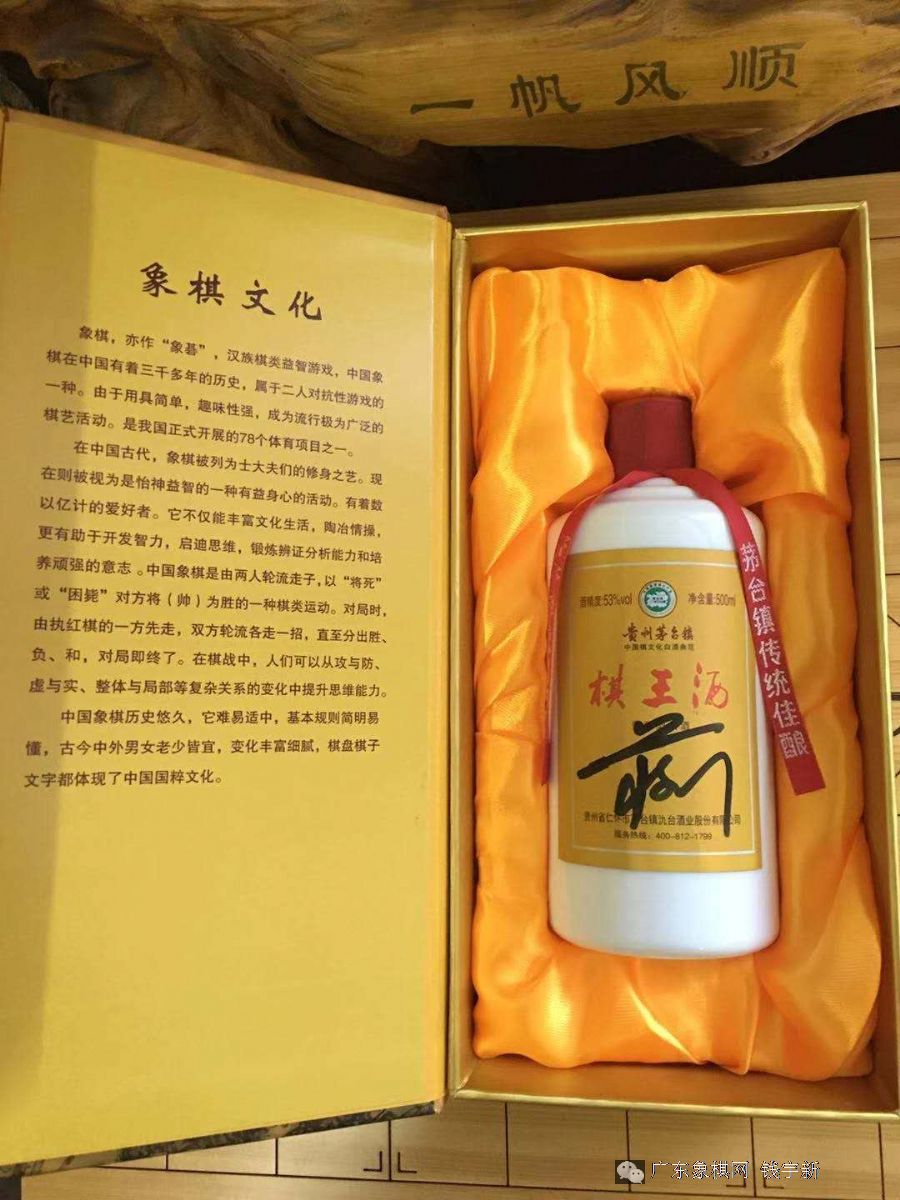 一帆风顺
象棋文化
象棋，亦作“象碁”，汉族棋类益智游戏，中国象
棋在中国有着三千多年的历史，属于二人对抗性游戏的
一种。由于用具简单，趣味性强，成为流行极为广泛的
棋艺活动。是我国正式开展的78个体育项目之一。
在中国古代，象棋被列为士大夫们的修身之艺。现
在则被视为是怡神益智的一种有益身心的活动。有着数
以亿计的爱好者。它不仅能丰富文化生活，陶冶情操，
更有助于开发智力，启迪思维，锻炼辨证分析能力和培
养顽强的意志。中国象棋是由两人轮流走子，以“将死”
或“困毙”对方将（帅）为胜的一种棋类运动。对局时，
由执红棋的一方先走，双方轮流各走一招，直至分出胜、
负、和，对局即终了。在棋战中，人们可以从攻与防、
虚与实、整体与局部等复杂关系的变化中提升思维能力。
中国象棋历史悠久，它难易适中，基本规则简明易
懂，古今中外男女老少皆宜，变化丰富细腻，棋盘棋子
文字都体现了中国国粹文化。
酒精度:53%vol
净含量:500ml
贵州茅台镇
中国棋文化白酒典范
棋王酒
贵州省仁怀市茅台镇氿台酒业股份有限公司
服务热线：400-812-1799
茅台镇传统佳酿
广东象棋网 钱宇新